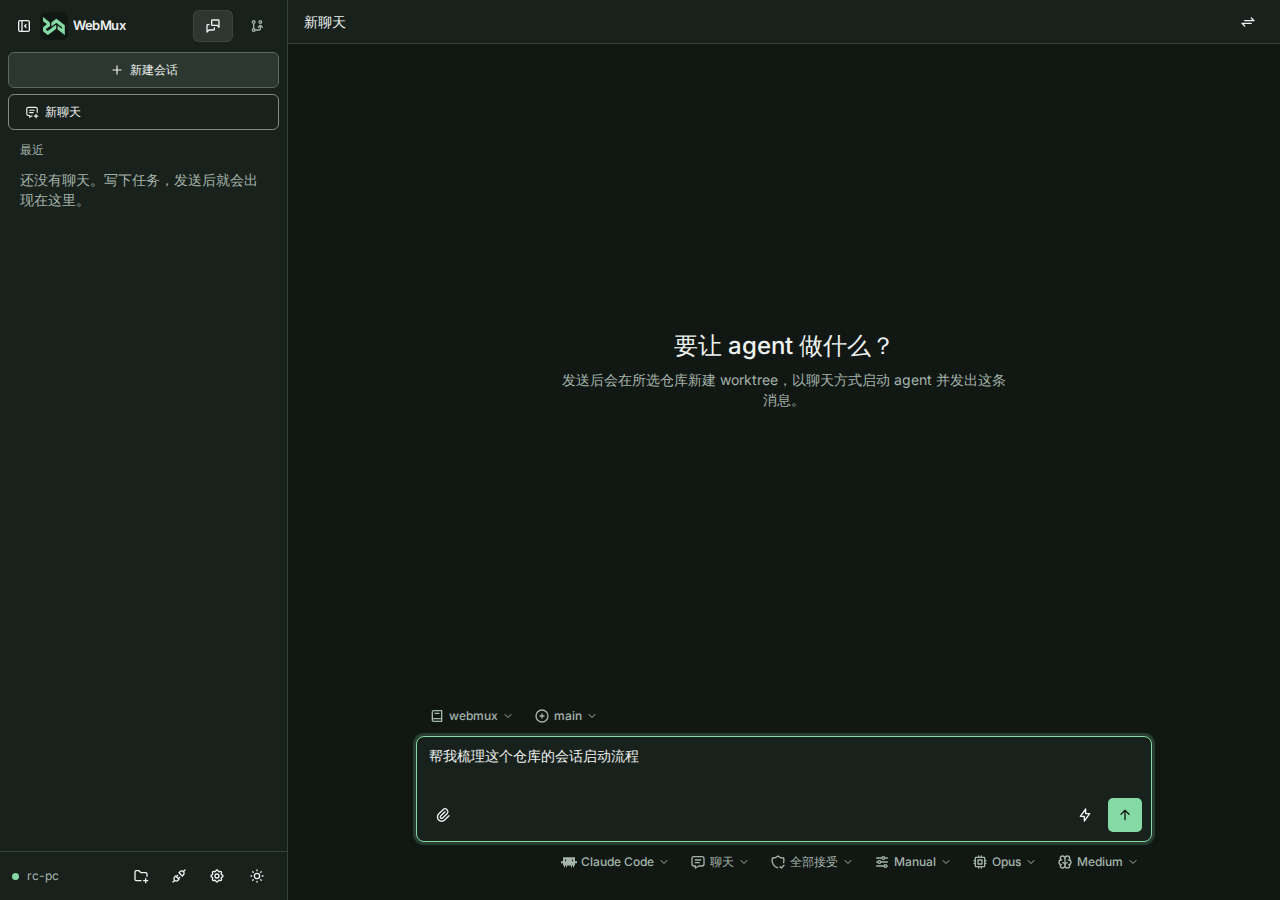 WebMux
新建会话
新聊天
最近
还没有聊天。写下任务，发送后就会出
现在这里。
rc-pc
新聊天
要让 agent 做什么？
发送后会在所选仓库新建 worktree，以聊天方式启动 agent 并发出这条
消息。
webmux main
帮我梳理这个仓库的会话启动流程
Claude Code 聊天 全部接受 Manual Opus Medium